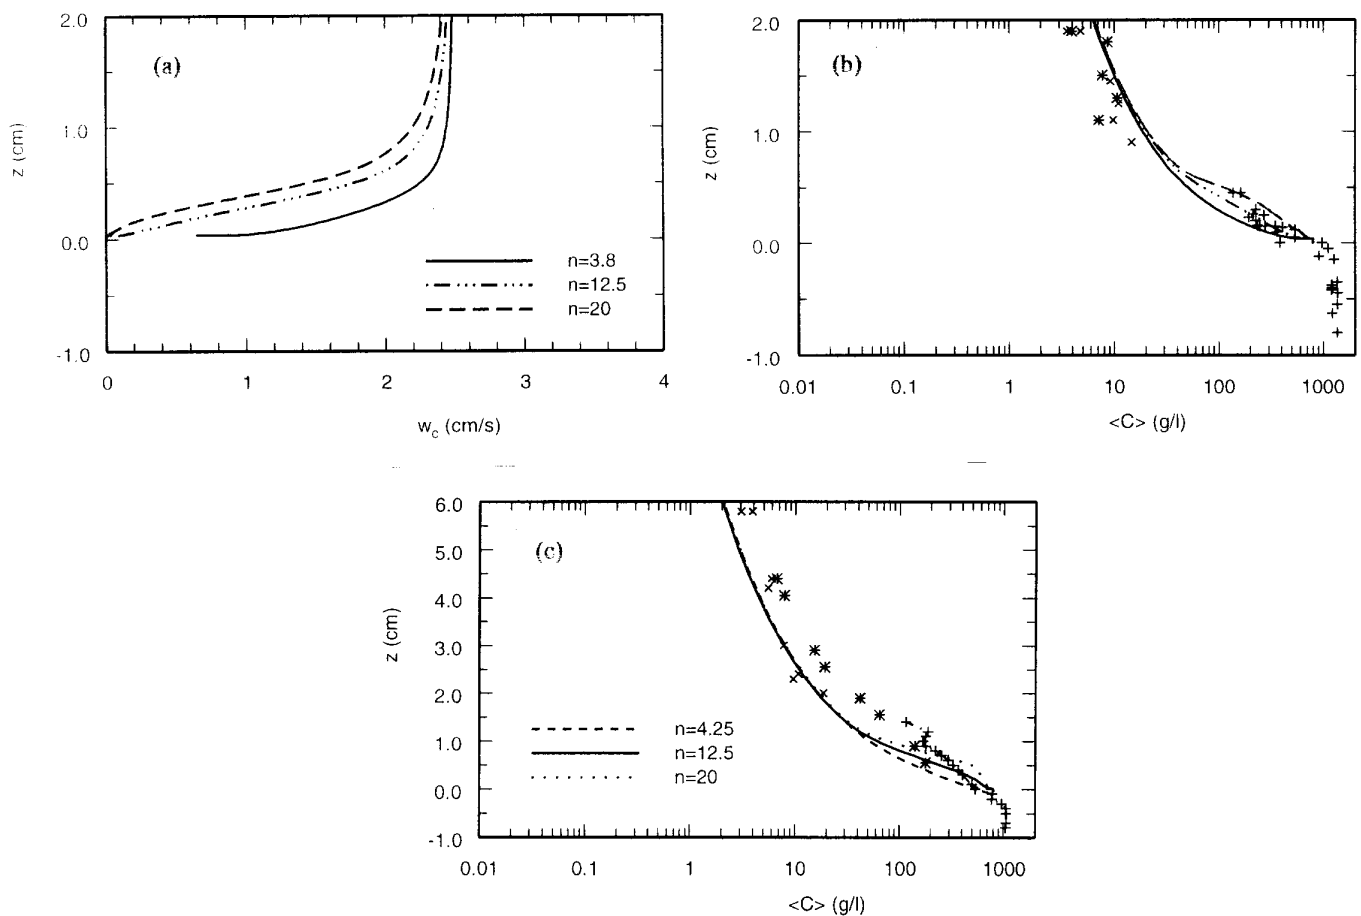 (a)
2.0
1.0
0.0
-1.0
z (cm)
n=3.8
n=12.5
n=20
0 1 2 3 4
w_c (cm/s)
(b)
2.0
1.0
0.0
-1.0
z (cm)
0.01 0.1 1 10 100 1000
<C> (g/l)
(c)
6.0
5.0
4.0
3.0
2.0
1.0
0.0
-1.0
z (cm)
n=4.25
n=12.5
n=20
0.01 0.1 1 10 100 1000
<C> (g/l)